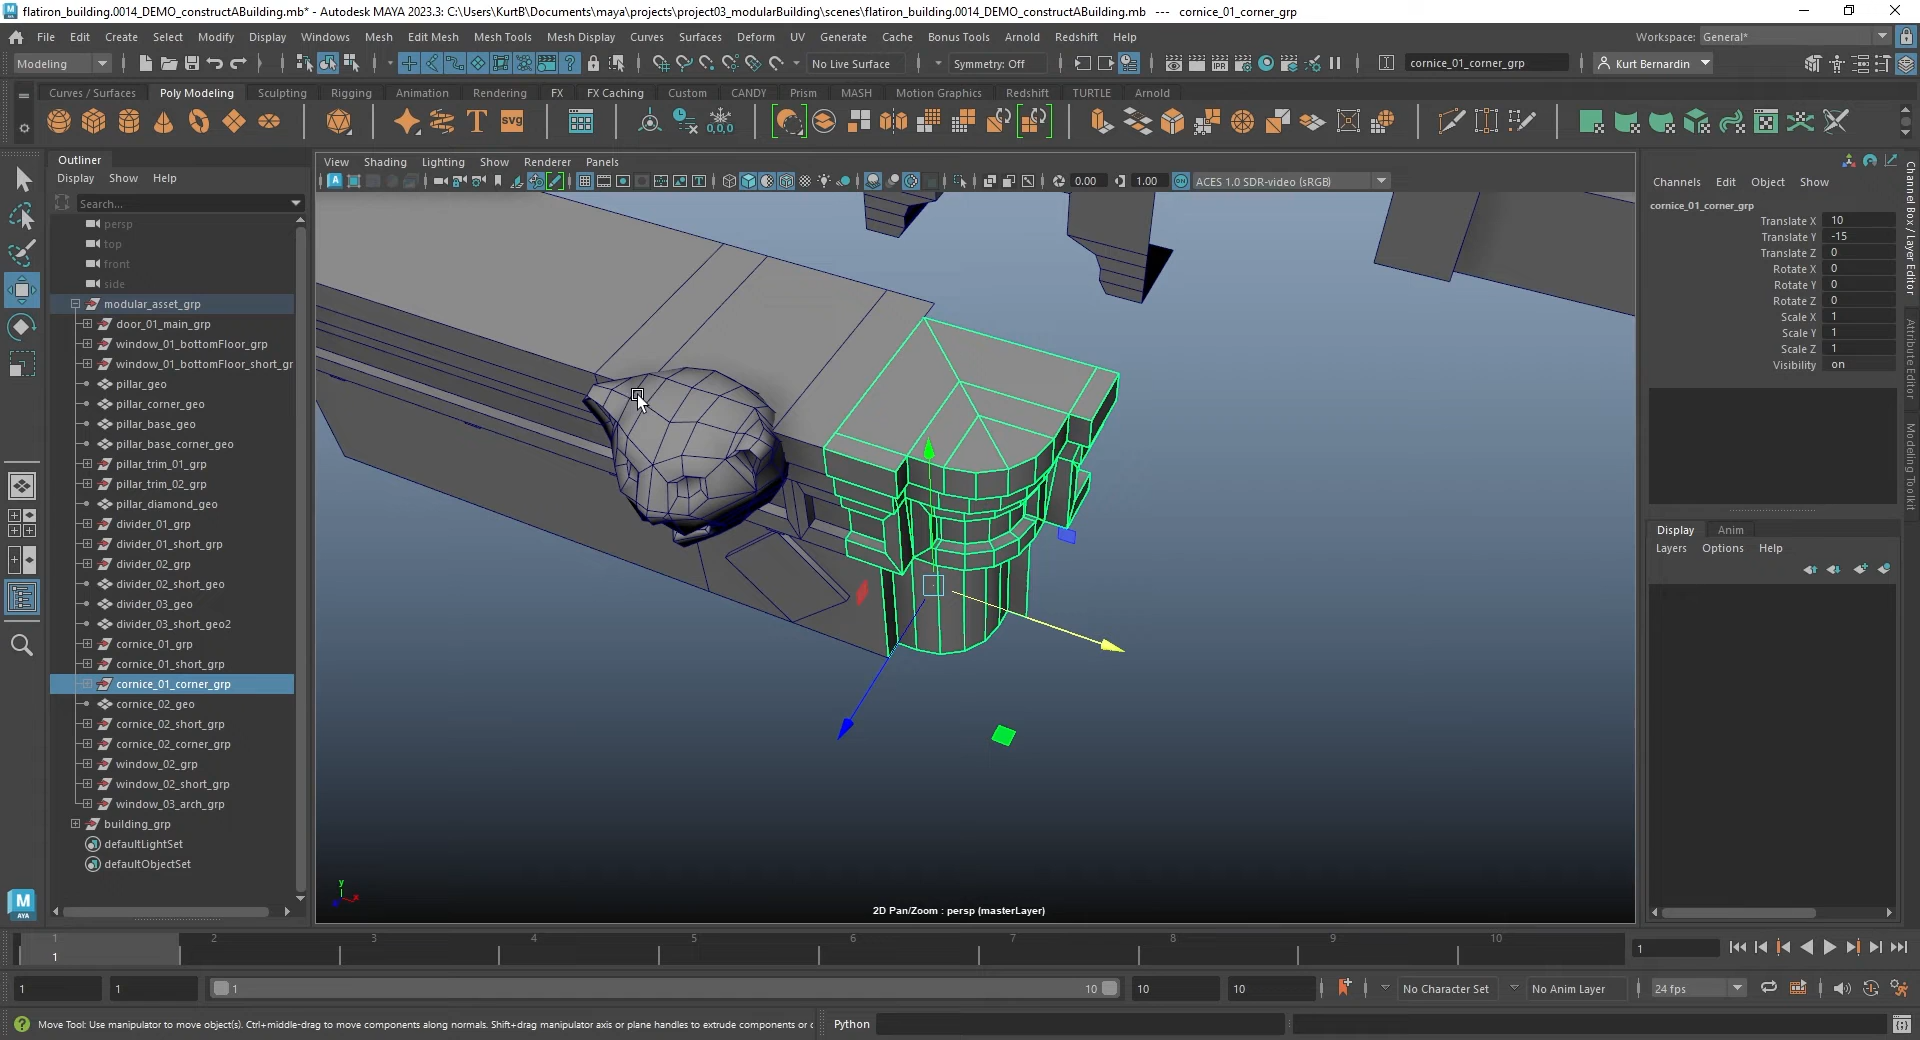 flatiron_building.0014_DEMO_constructABuilding.mb* - Autodesk MAYA 2023.3: C:\Users\KurtB\Documents\maya\projects\project03_modularBuilding\scenes\flatiron_building.0014_DEMO_constructABuilding.mb --- cornice_01_corner_grp
File Edit Create Select Modify Display Windows Mesh Edit Mesh Mesh Tools Mesh Display Curves Surfaces Deform UV Generate Cache Bonus Tools Arnold Redshift Help
Workspace: General*
Modeling
No Live Surface
Symmetry: Off
cornice_01_corner_grp
Kurt Bernardin
Curves / Surfaces Poly Modeling Sculpting Rigging Animation Rendering FX FX Caching Custom CANDY Prism MASH Motion Graphics Redshift TURTLE Arnold
Outliner
Display Show Help
Search...
persp
top
front
side
modular_asset_grp
door_01_main_grp
window_01_bottomFloor_grp
window_01_bottomFloor_short_gr
pillar_geo
pillar_corner_geo
pillar_base_geo
pillar_base_corner_geo
pillar_trim_01_grp
pillar_trim_02_grp
pillar_diamond_geo
divider_01_grp
divider_01_short_grp
divider_02_grp
divider_02_short_geo
divider_03_geo
divider_03_short_geo2
cornice_01_grp
cornice_01_short_grp
cornice_01_corner_grp
cornice_02_geo
cornice_02_short_grp
cornice_02_corner_grp
window_02_grp
window_02_short_grp
window_03_arch_grp
building_grp
defaultLightSet
defaultObjectSet
View Shading Lighting Show Renderer Panels
0.00 1.00 ACES 1.0 SDR-video (sRGB)
2D Pan/Zoom : persp (masterLayer)
Channels Edit Object Show
cornice_01_corner_grp
Translate X 10
Translate Y -15
Translate Z 0
Rotate X 0
Rotate Y 0
Rotate Z 0
Scale X 1
Scale Y 1
Scale Z 1
Visibility on
Display Anim
Layers Options Help
Channel Box / Layer Editor
Attribute Editor
Modeling Toolkit
1 2 3 4 5 6 7 8 9 10
1
1
1 1 1 10 10 10
No Character Set
No Anim Layer
24 fps
Move Tool: Use manipulator to move object(s). Ctrl+middle-drag to move components along normals. Shift+drag manipulator axis or plane handles to extrude components or c
Python